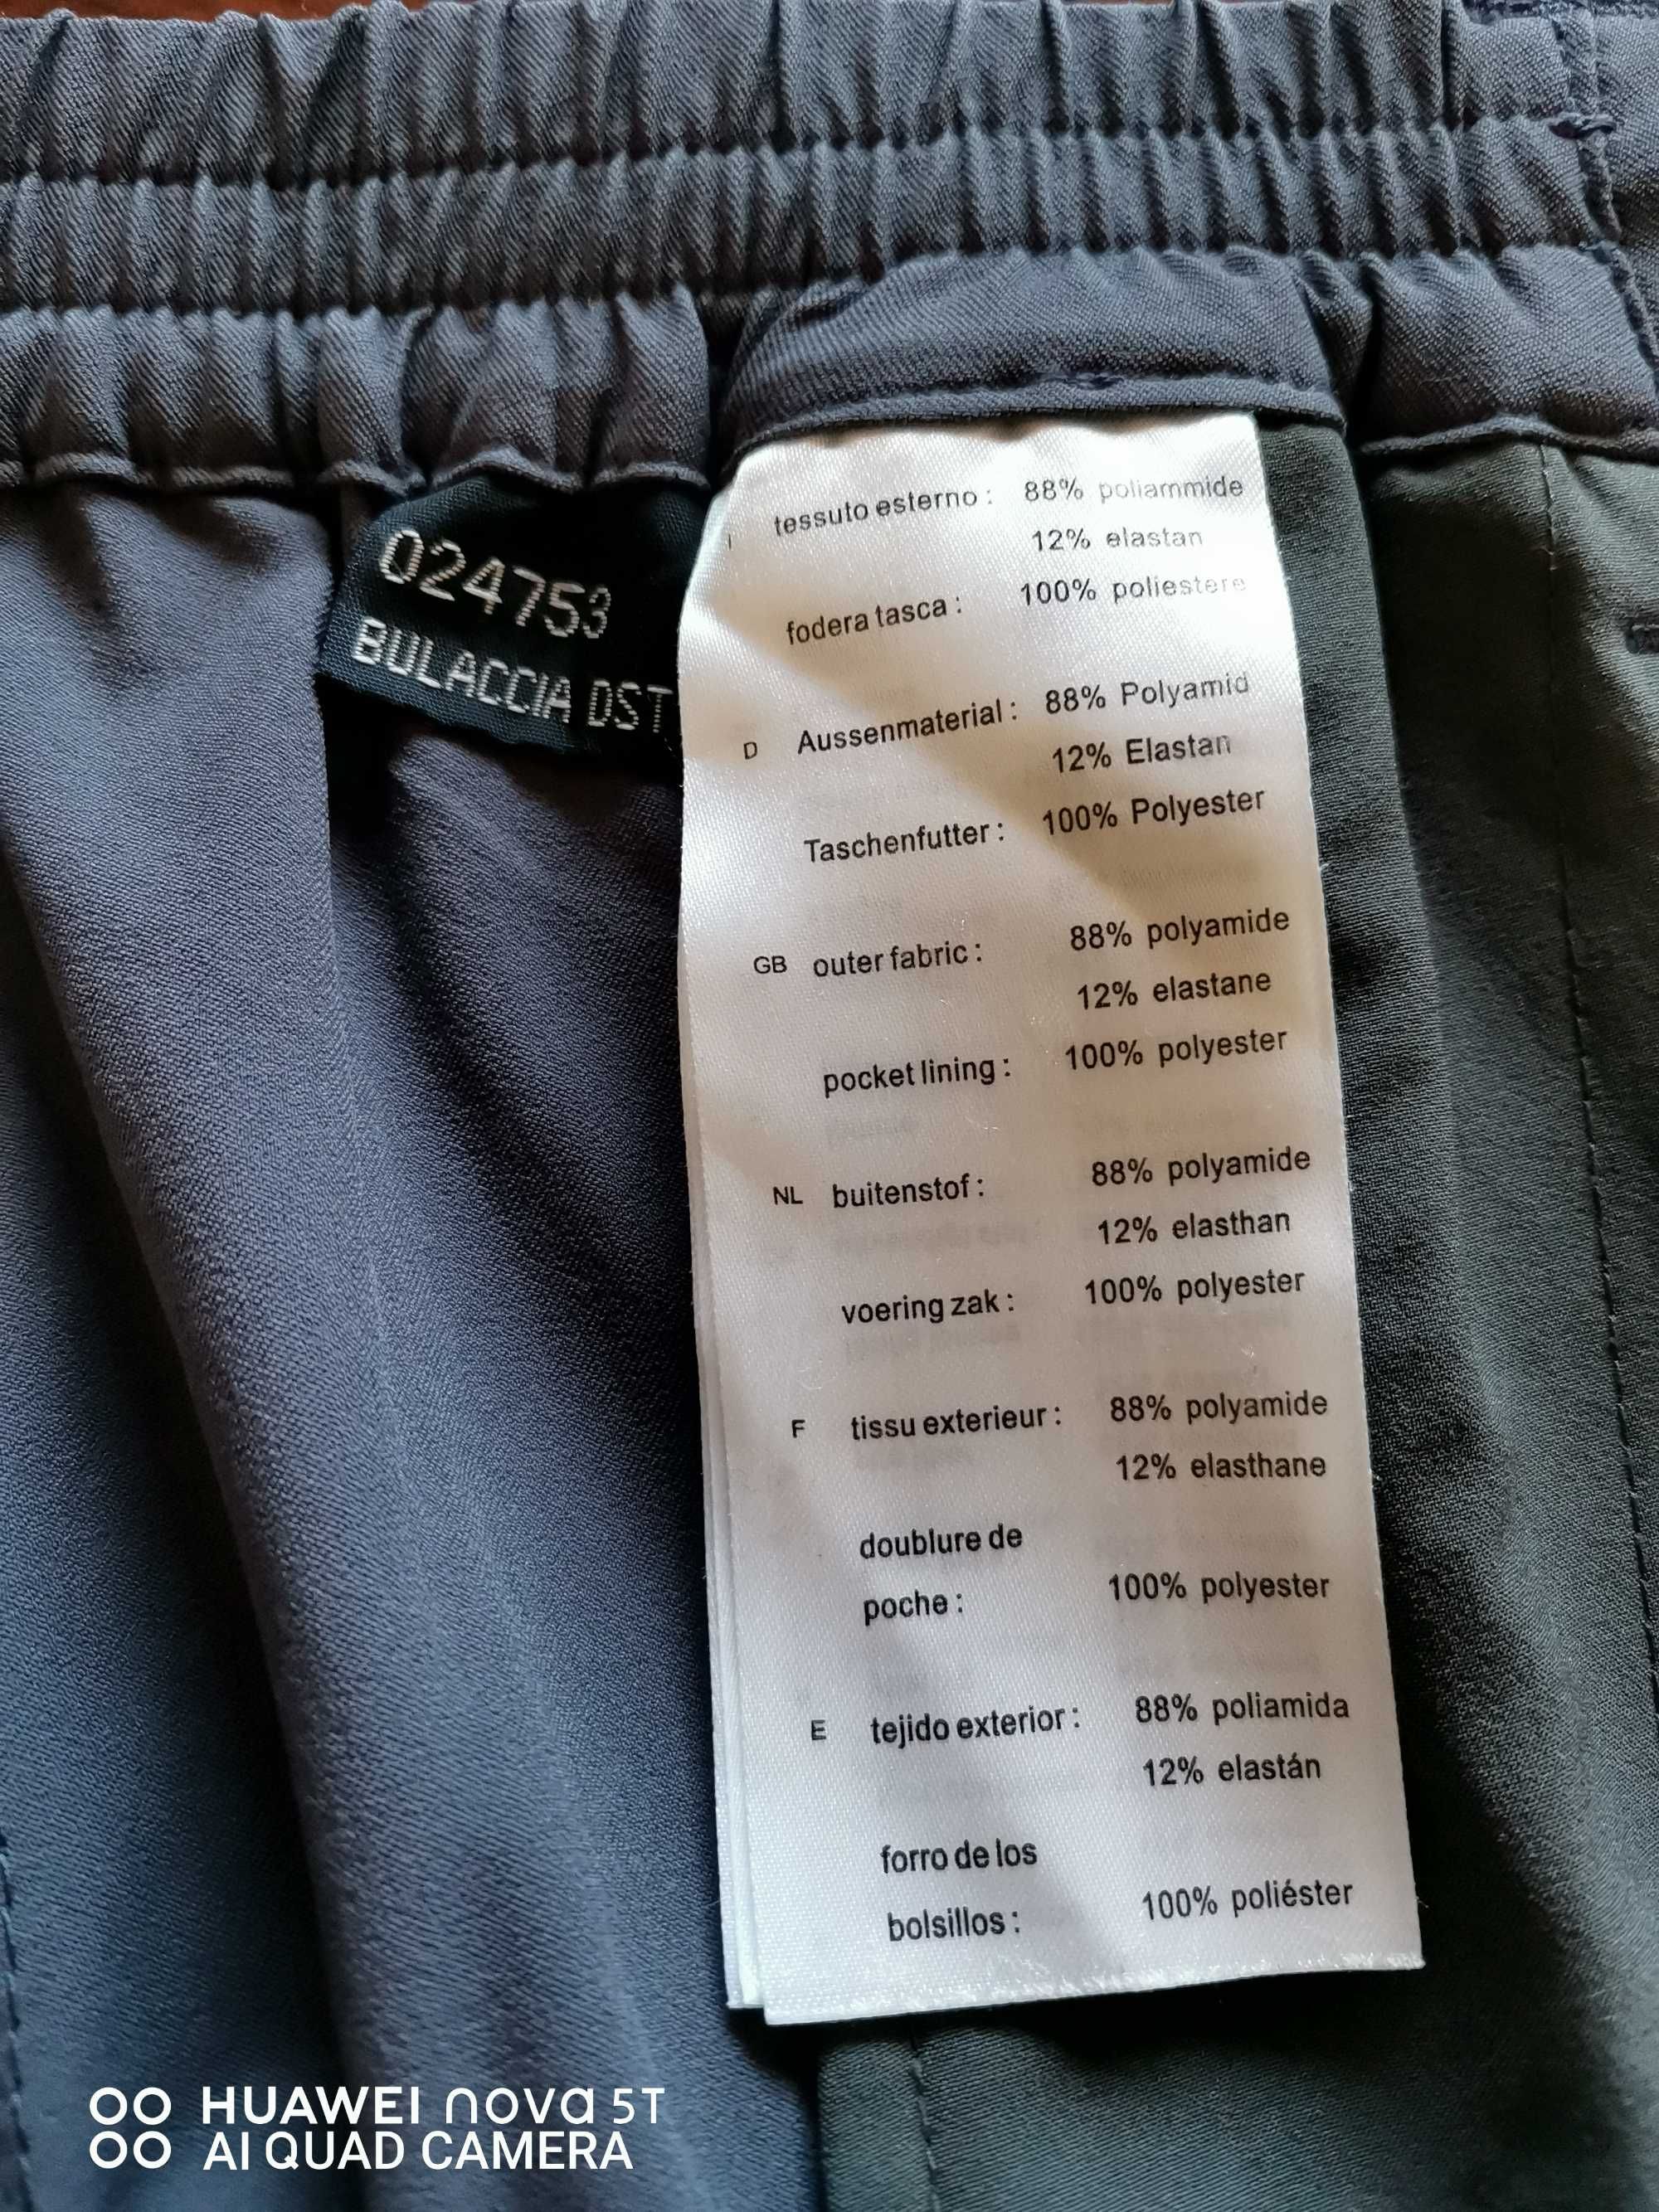 024753
BULACCIA DST
I tessuto esterno : 88% poliammide
12% elastan
fodera tasca : 100% poliestere
D Aussenmaterial : 88% Polyamid
12% Elastan
Taschenfutter : 100% Polyester
GB outer fabric : 88% polyamide
12% elastane
pocket lining : 100% polyester
NL buitenstof : 88% polyamide
12% elasthan
voering zak : 100% polyester
F tissu exterieur : 88% polyamide
12% elasthane
doublure de
poche : 100% polyester
E tejido exterior : 88% poliamida
12% elastán
forro de los
bolsillos : 100% poliéster
HUAWEI nova 5T
AI QUAD CAMERA